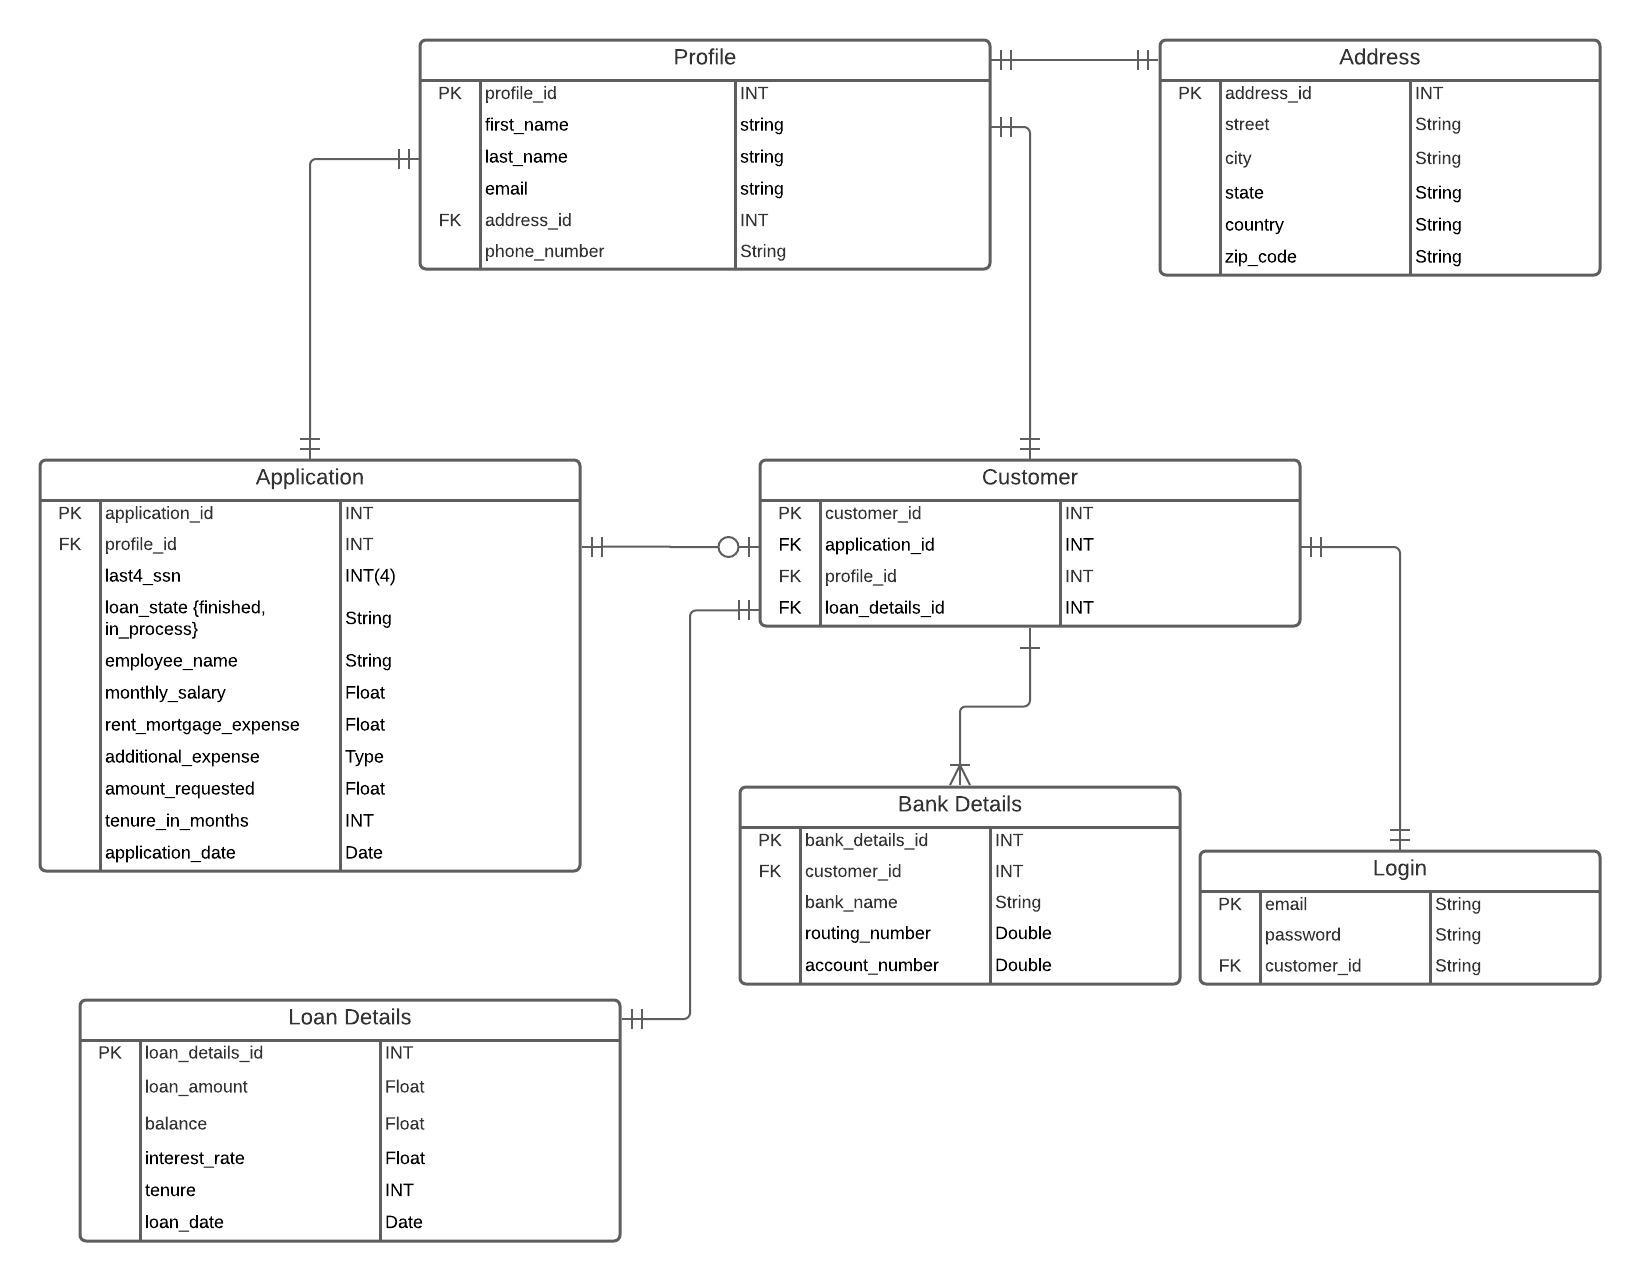 Profile
PK profile_id INT
first_name string
last_name string
email string
FK address_id INT
phone_number String
Address
PK address_id INT
street String
city String
state String
country String
zip_code String
Application
PK application_id INT
FK profile_id INT
last4_ssn INT(4)
loan_state {finished,
in_process} String
employee_name String
monthly_salary Float
rent_mortgage_expense Float
additional_expense Type
amount_requested Float
tenure_in_months INT
application_date Date
Customer
PK customer_id INT
FK application_id INT
FK profile_id INT
FK loan_details_id INT
Bank Details
PK bank_details_id INT
FK customer_id INT
bank_name String
routing_number Double
account_number Double
Login
PK email String
password String
FK customer_id String
Loan Details
PK loan_details_id INT
loan_amount Float
balance Float
interest_rate Float
tenure INT
loan_date Date